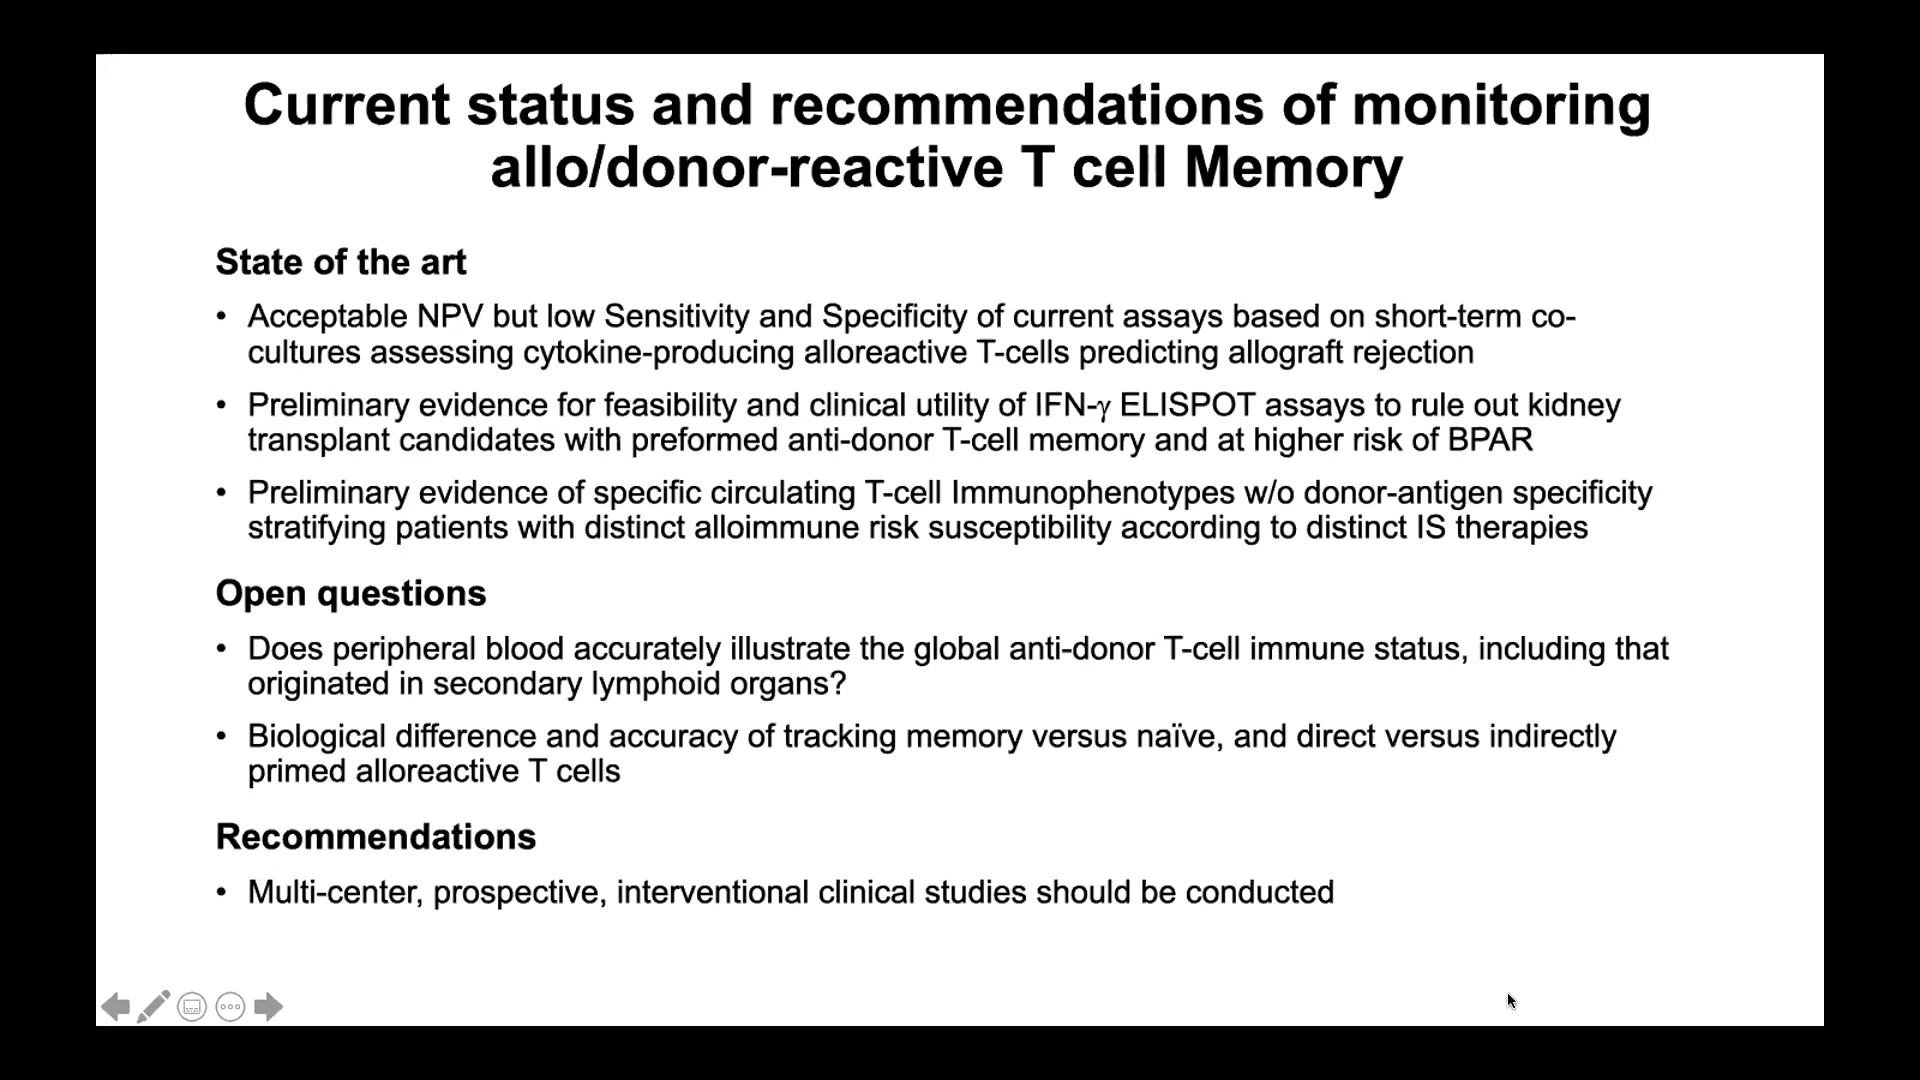 Current status and recommendations of monitoring
allo/donor-reactive T cell Memory
State of the art
• Acceptable NPV but low Sensitivity and Specificity of current assays based on short-term co-
cultures assessing cytokine-producing alloreactive T-cells predicting allograft rejection
• Preliminary evidence for feasibility and clinical utility of IFN-γ ELISPOT assays to rule out kidney
transplant candidates with preformed anti-donor T-cell memory and at higher risk of BPAR
• Preliminary evidence of specific circulating T-cell Immunophenotypes w/o donor-antigen specificity
stratifying patients with distinct alloimmune risk susceptibility according to distinct IS therapies
Open questions
• Does peripheral blood accurately illustrate the global anti-donor T-cell immune status, including that
originated in secondary lymphoid organs?
• Biological difference and accuracy of tracking memory versus naïve, and direct versus indirectly
primed alloreactive T cells
Recommendations
• Multi-center, prospective, interventional clinical studies should be conducted